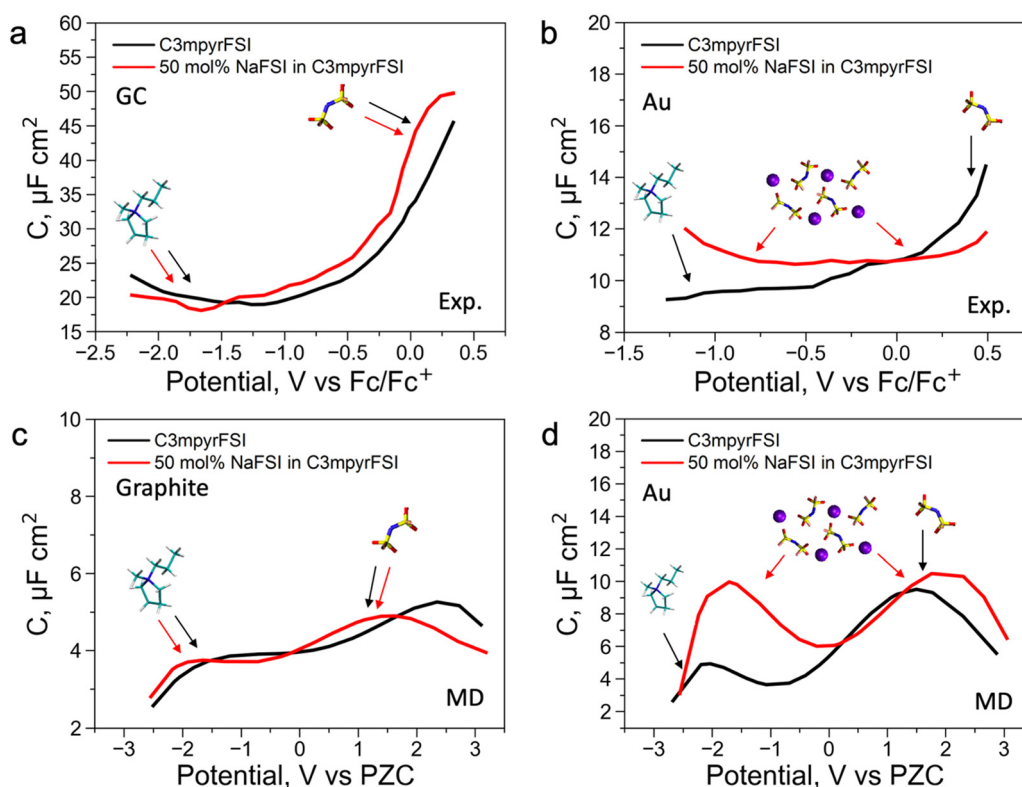 a
60
55
50
45
40
35
30
25
20
15
C, µF cm²
C3mpyrFSI
50 mol% NaFSI in C3mpyrFSI
GC
Exp.
−2.5 −2.0 −1.5 −1.0 −0.5 0.0 0.5
Potential, V vs Fc/Fc⁺
b
20
18
16
14
12
10
8
C, µF cm²
C3mpyrFSI
50 mol% NaFSI in C3mpyrFSI
Au
Exp.
−1.5 −1.0 −0.5 0.0 0.5
Potential, V vs Fc/Fc⁺
c
10
8
6
4
2
C, µF cm²
C3mpyrFSI
50 mol% NaFSI in C3mpyrFSI
Graphite
MD
−3 −2 −1 0 1 2 3
Potential, V vs PZC
d
20
18
16
14
12
10
8
6
4
2
C, µF cm²
C3mpyrFSI
50 mol% NaFSI in C3mpyrFSI
Au
MD
−3 −2 −1 0 1 2 3
Potential, V vs PZC